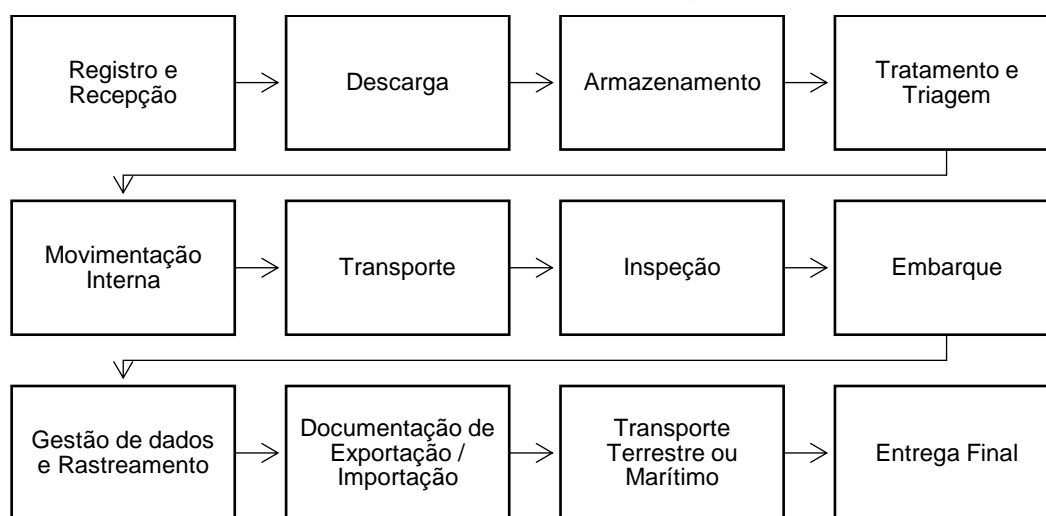 Registro e
Recepção
Descarga
Armazenamento
Tratamento e
Triagem
Movimentação
Interna
Transporte
Inspeção
Embarque
Gestão de dados
e Rastreamento
Documentação de
Exportação /
Importação
Transporte
Terrestre ou
Marítimo
Entrega Final